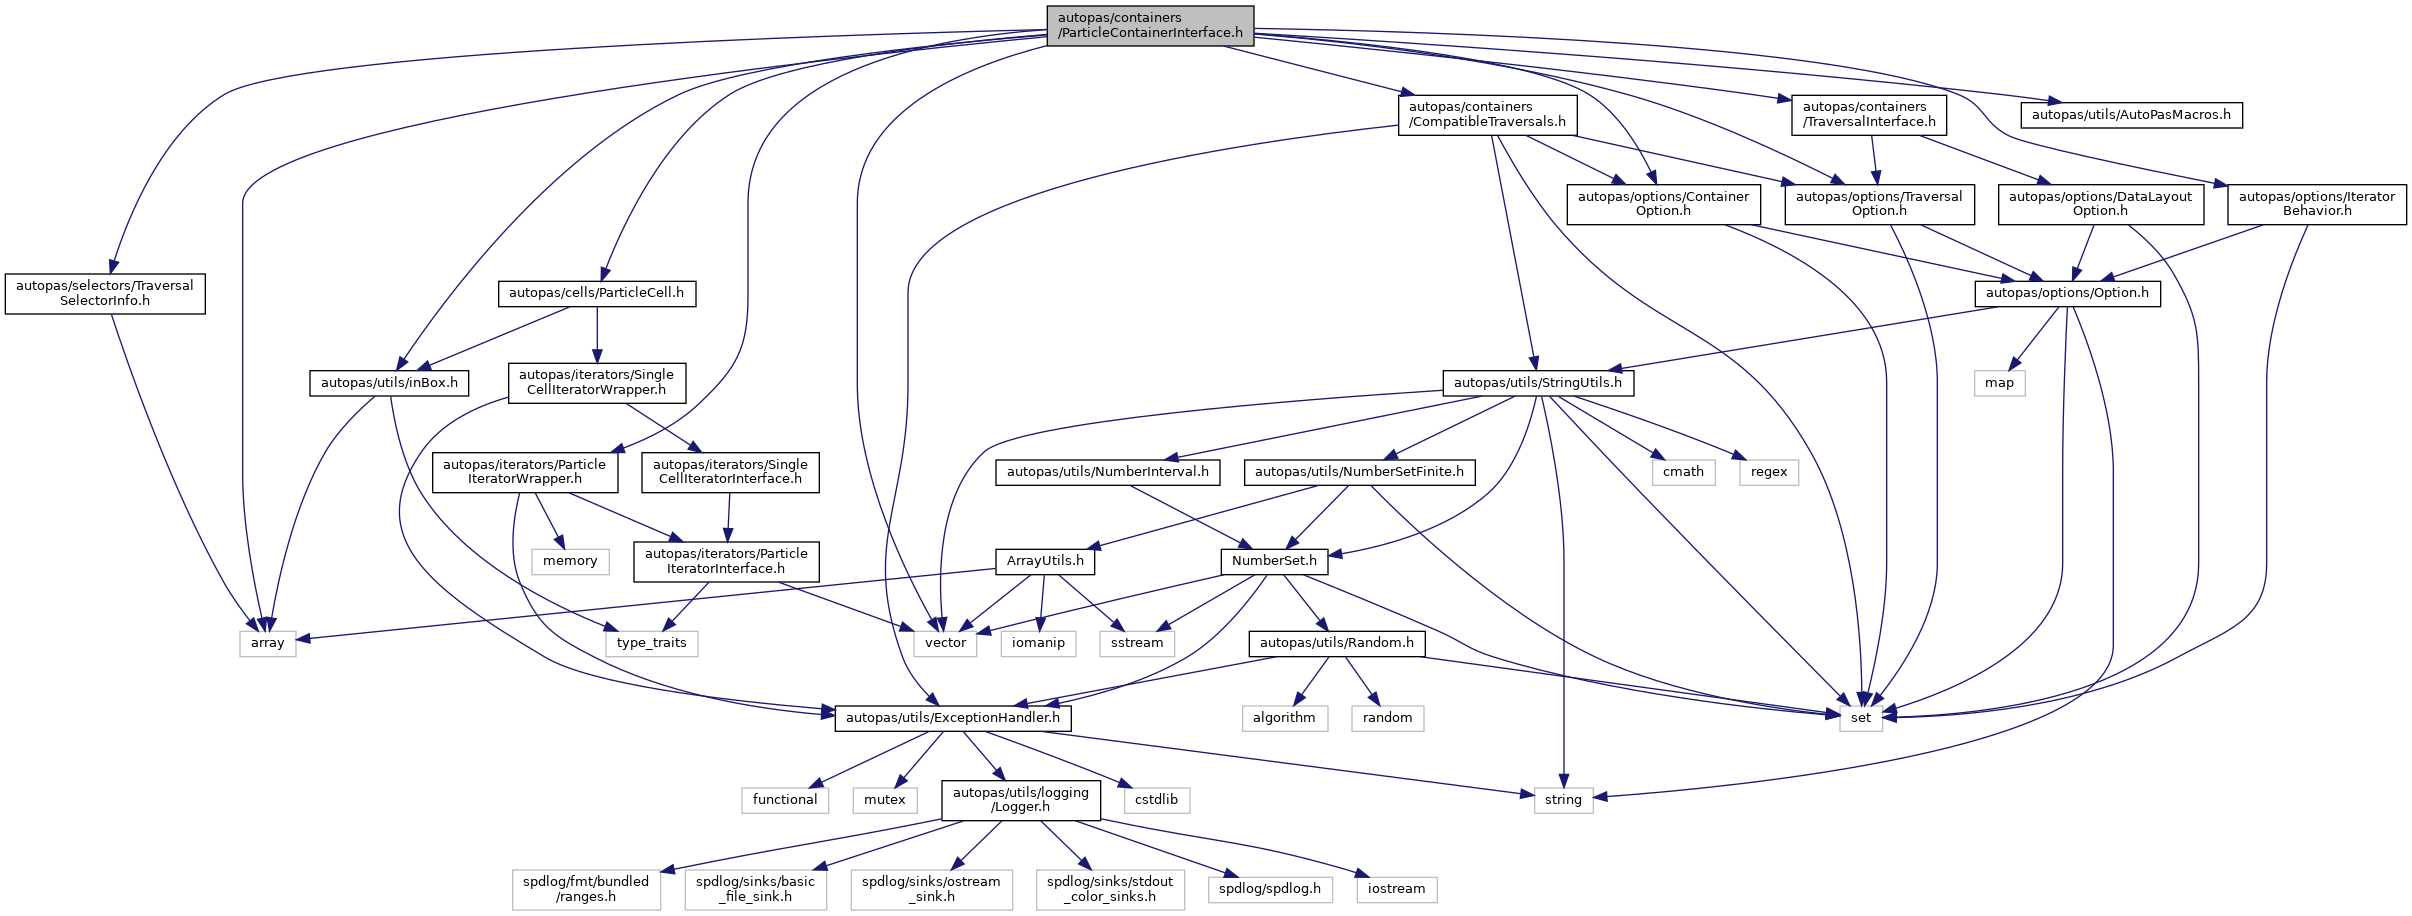 autopas/containers
/ParticleContainerInterface.h
autopas/containers
/CompatibleTraversals.h
autopas/containers
/TraversalInterface.h
autopas/utils/AutoPasMacros.h
autopas/options/Container
Option.h
autopas/options/Traversal
Option.h
autopas/options/DataLayout
Option.h
autopas/options/Iterator
Behavior.h
autopas/selectors/Traversal
SelectorInfo.h
autopas/cells/ParticleCell.h
autopas/options/Option.h
autopas/utils/inBox.h
autopas/iterators/Single
CellIteratorWrapper.h
autopas/utils/StringUtils.h
map
autopas/iterators/Particle
IteratorWrapper.h
autopas/iterators/Single
CellIteratorInterface.h
autopas/utils/NumberInterval.h
autopas/utils/NumberSetFinite.h
cmath
regex
memory
autopas/iterators/Particle
IteratorInterface.h
ArrayUtils.h
NumberSet.h
array
type_traits
vector
iomanip
sstream
autopas/utils/Random.h
autopas/utils/ExceptionHandler.h
algorithm
random
set
functional
mutex
autopas/utils/logging
/Logger.h
cstdlib
string
spdlog/fmt/bundled
/ranges.h
spdlog/sinks/basic
_file_sink.h
spdlog/sinks/ostream
_sink.h
spdlog/sinks/stdout
_color_sinks.h
spdlog/spdlog.h
iostream